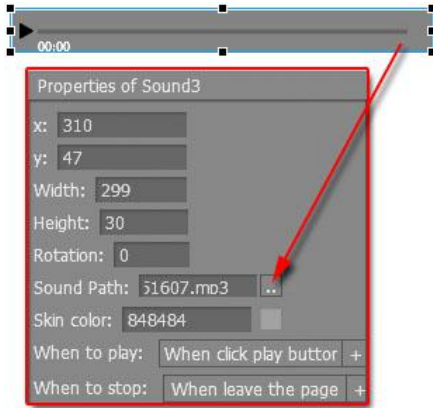 00:00
Properties of Sound3
x: 310
y: 47
Width: 299
Height: 30
Rotation: 0
Sound Path: 51607.mp3 ..
Skin color: 848484
When to play: When click play buttor +
When to stop: When leave the page +